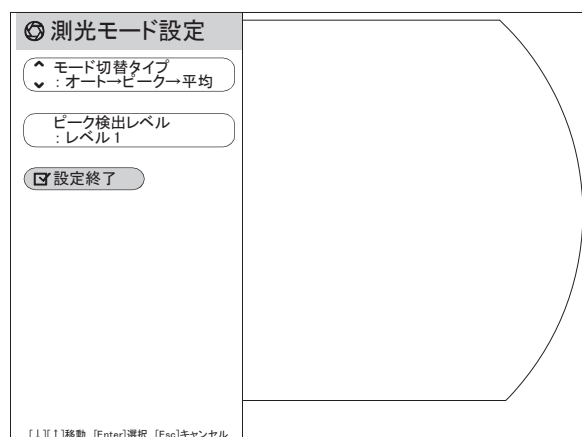 測光モード設定
モード切替タイプ
：オート→ピーク→平均
ピーク検出レベル
：レベル1
設定終了
[↓][↑]移動 [Enter]選択 [Esc]キャンセル